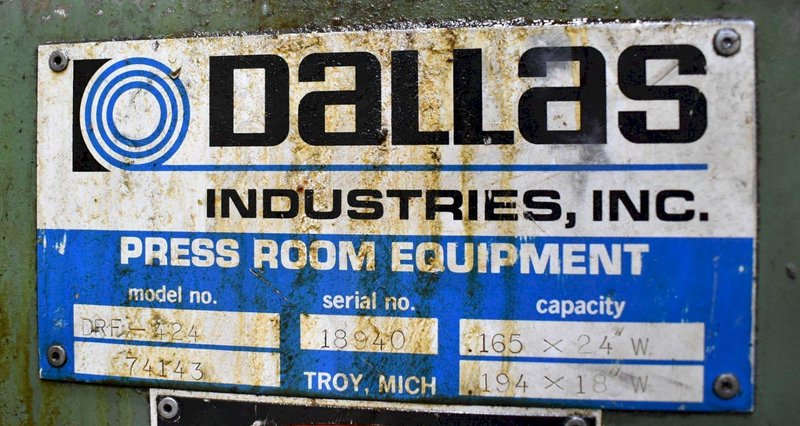 DaLLaS
INDUSTRIES, INC.
PRESS ROOM EQUIPMENT
model no. serial no. capacity
DRF-424 18940 .165 × 24" W
74143 TROY, MICH .194 × 18" W